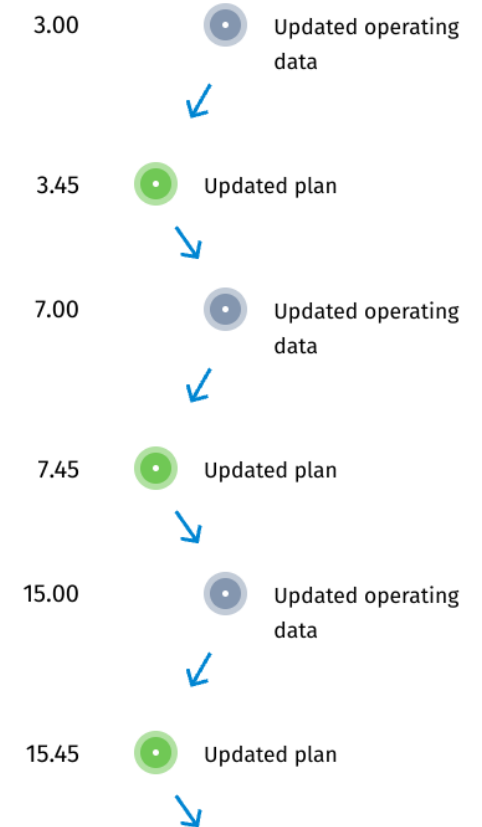 3.00
Updated operating
data
3.45
Updated plan
7.00
Updated operating
data
7.45
Updated plan
15.00
Updated operating
data
15.45
Updated plan